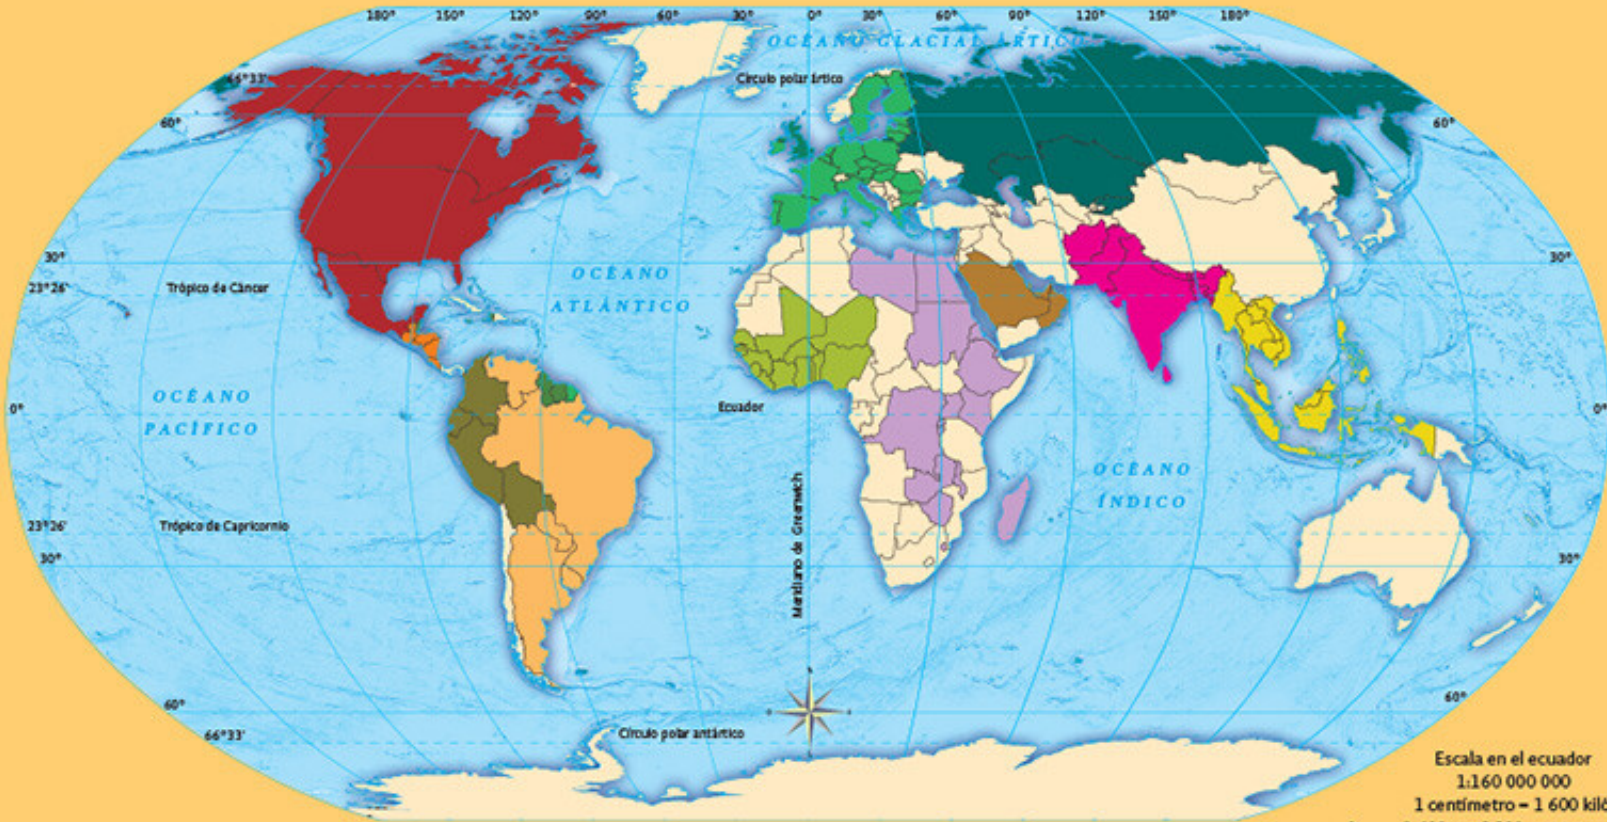 180° 150° 120° 90° 60° 30° 0° 30° 60° 90° 120° 150° 180°
OCÉANO GLACIAL ÁRTICO
66°33'
Círculo polar ártico
60°
60°
30°
30°
OCÉANO
ATLÁNTICO
23°26'
Trópico de Cáncer
OCÉANO
PACÍFICO
0°
Ecuador
0°
OCÉANO
ÍNDICO
Meridiano de Greenwich
23°26'
Trópico de Capricornio
30°
30°
60°
60°
66°33'
Círculo polar antártico
Escala en el ecuador
1:160 000 000
1 centímetro = 1 600 kiló